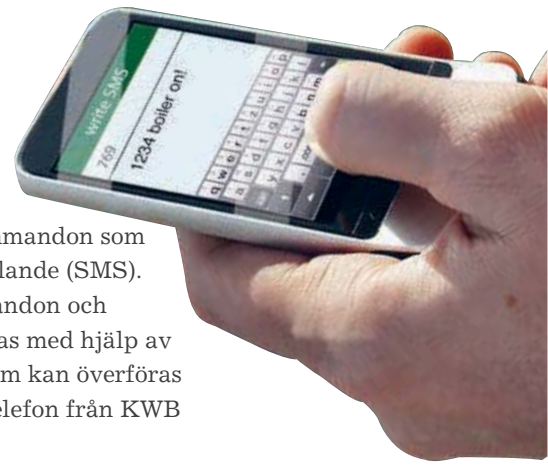 write SMS
769
1234 boiler on!
q w e r t z u i o p
a s d f g h j k l
y x c v b n m
mmandon som
lande (SMS).
andon och
as med hjälp av
m kan överföras
elefon från KWB